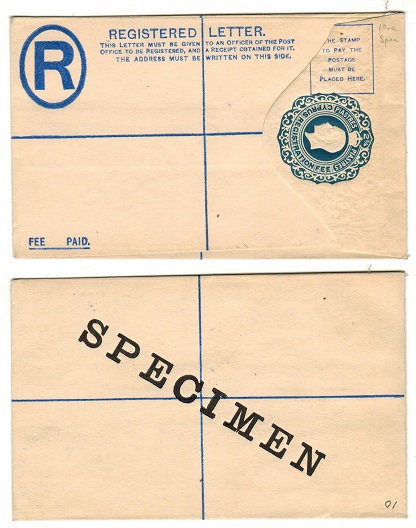 R
REGISTERED LETTER.
THIS LETTER MUST BE GIVEN TO AN OFFICER OF THE POST
OFFICE TO BE REGISTERED, AND A RECEIPT OBTAINED FOR IT.
THE ADDRESS MUST BE WRITTEN ON THIS SIDE.
HE STAMP
TO PAY THE
POSTAGE
MUST BE
PLACED HERE.
CYPRUS REGISTRATION FEE
FEE PAID.
SPECIMEN